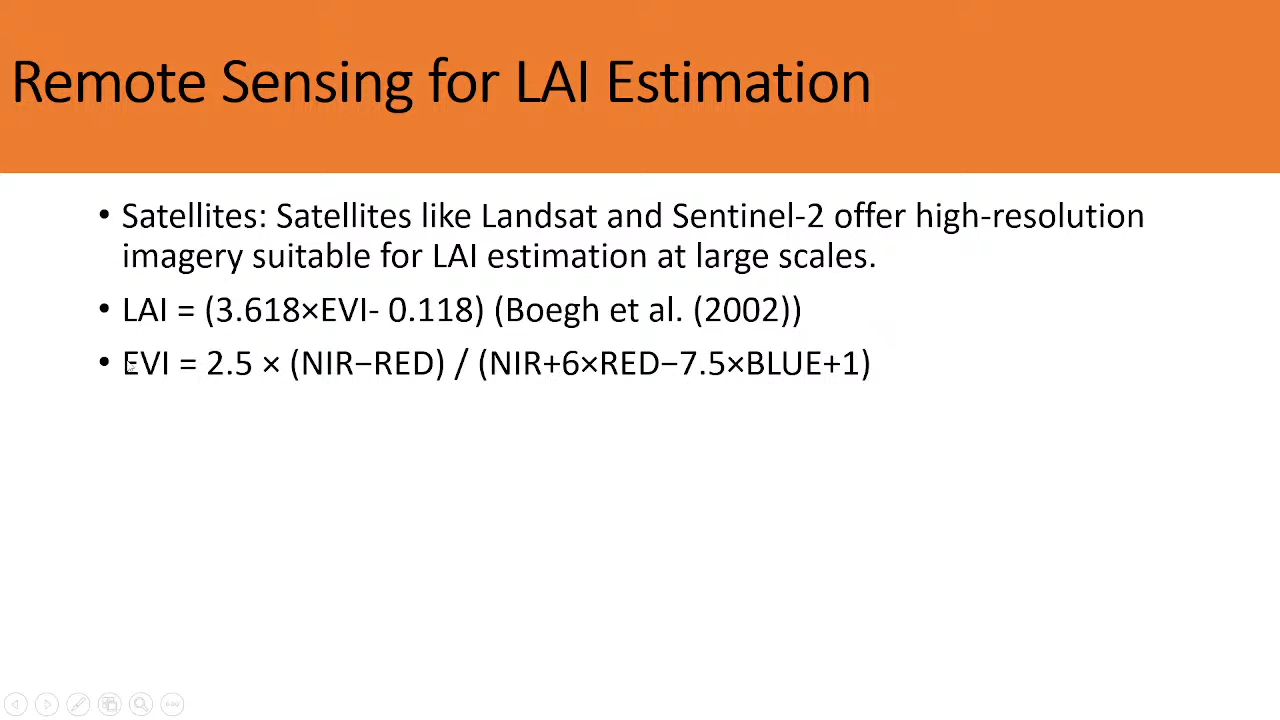 Remote Sensing for LAI Estimation
• Satellites: Satellites like Landsat and Sentinel-2 offer high-resolution
imagery suitable for LAI estimation at large scales.
• LAI = (3.618×EVI- 0.118) (Boegh et al. (2002))
• EVI = 2.5 × (NIR−RED) / (NIR+6×RED−7.5×BLUE+1)